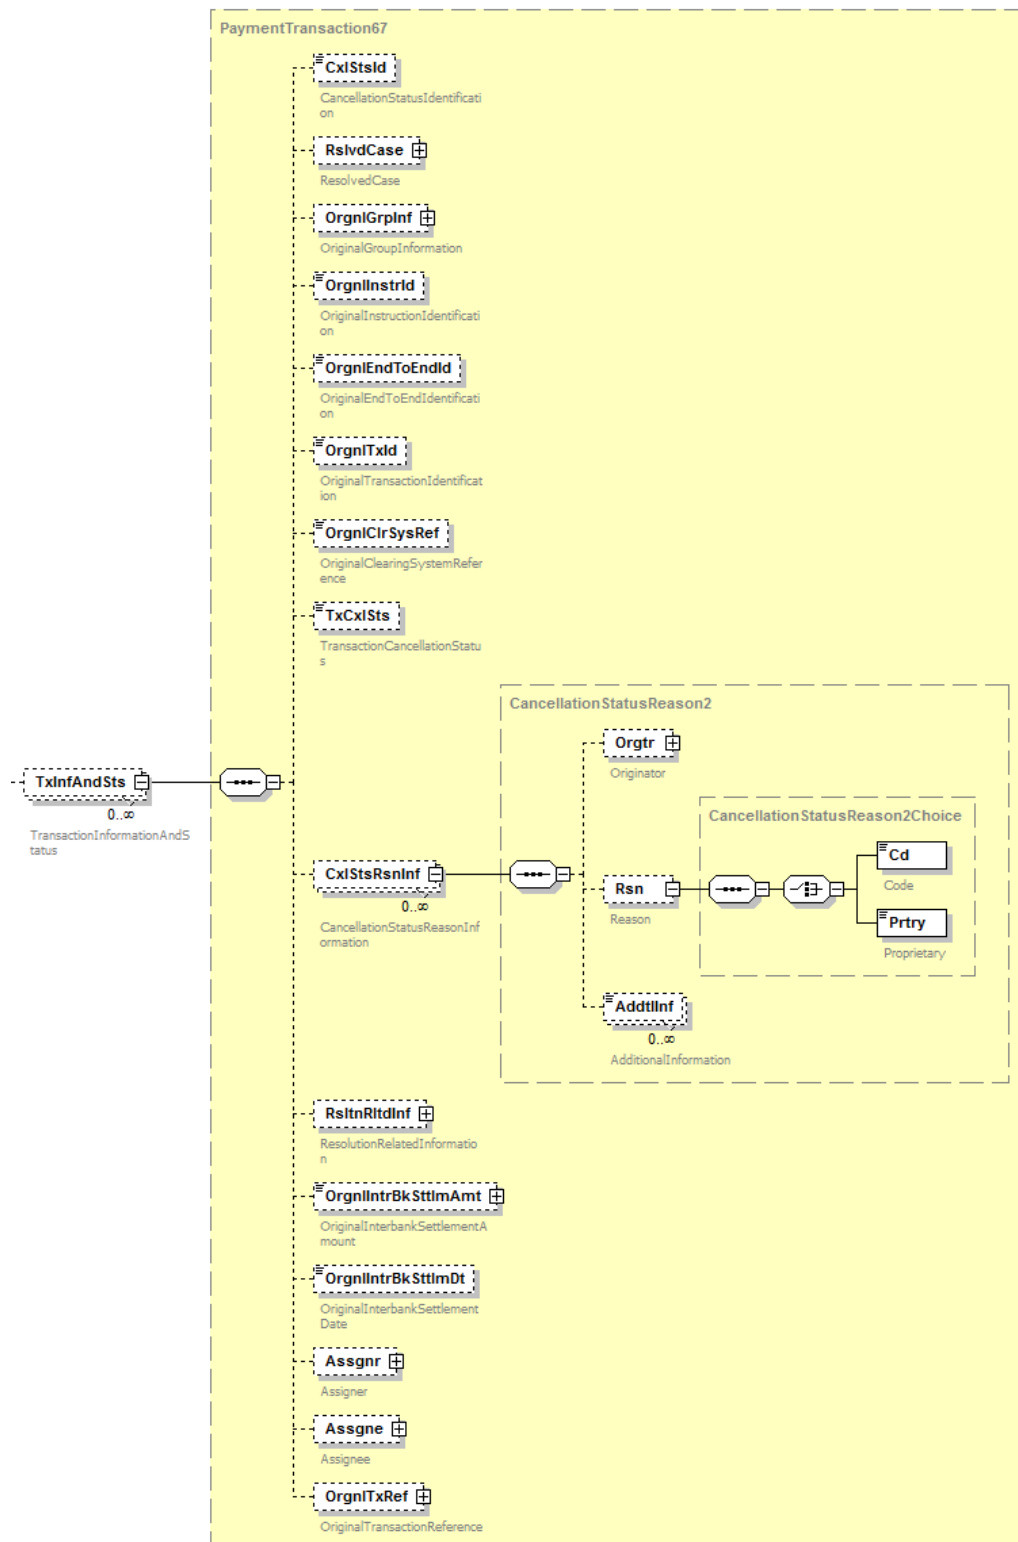 PaymentTransaction67
CxlStsId
CancellationStatusIdentificati
on
RslvdCase
ResolvedCase
OrgnlGrpInf
OriginalGroupInformation
OrgnlInstrId
OriginalInstructionIdentificati
on
OrgnlEndToEndId
OriginalEndToEndIdentificati
on
OrgnlTxId
OriginalTransactionIdentificat
ion
OrgnlClrSysRef
OriginalClearingSystemRefer
ence
TxCxlSts
TransactionCancellationStatu
s
TxInfAndSts
0..∞
TransactionInformationAndS
tatus
CxlStsRsnInf
0..∞
CancellationStatusReasonInf
ormation
CancellationStatusReason2
Orgtr
Originator
Rsn
Reason
CancellationStatusReason2Choice
Cd
Code
Prtry
Proprietary
AddtlInf
0..∞
AdditionalInformation
RsltnRltdInf
ResolutionRelatedInformatio
n
OrgnlIntrBkSttlmAmt
OriginalInterbankSettlementA
mount
OrgnlIntrBkSttlmDt
OriginalInterbankSettlement
Date
Assgnr
Assigner
Assgne
Assignee
OrgnlTxRef
OriginalTransactionReference